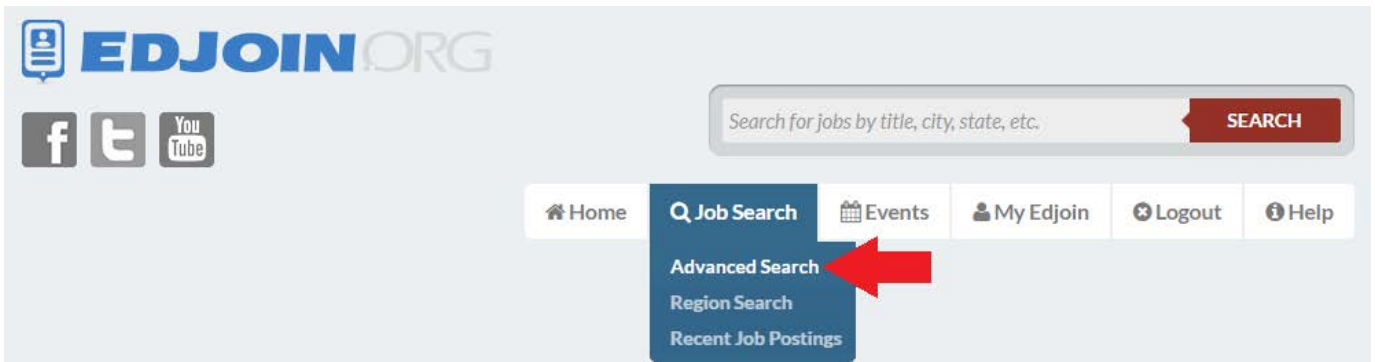 EDJOIN.ORG
You
Tube
Search for jobs by title, city, state, etc.
SEARCH
Home
Job Search
Events
My Edjoin
Logout
Help
Advanced Search
Region Search
Recent Job Postings